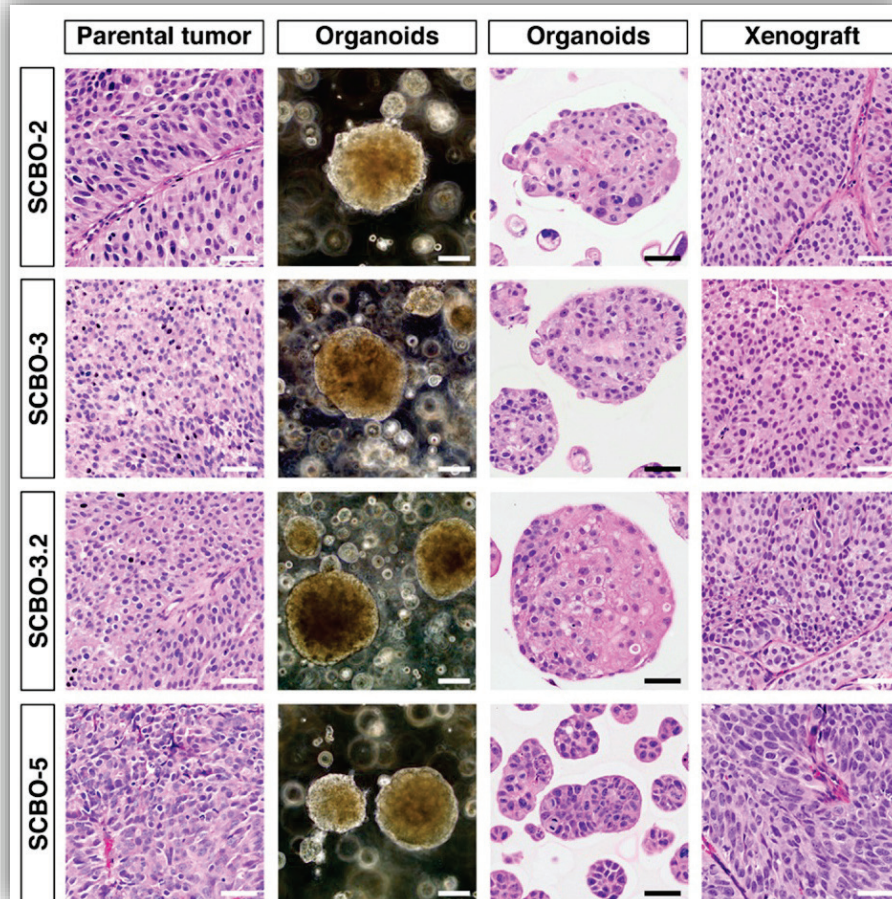 Parental tumor
Organoids
Organoids
Xenograft
SCBO-2
SCBO-3
SCBO-3.2
SCBO-5